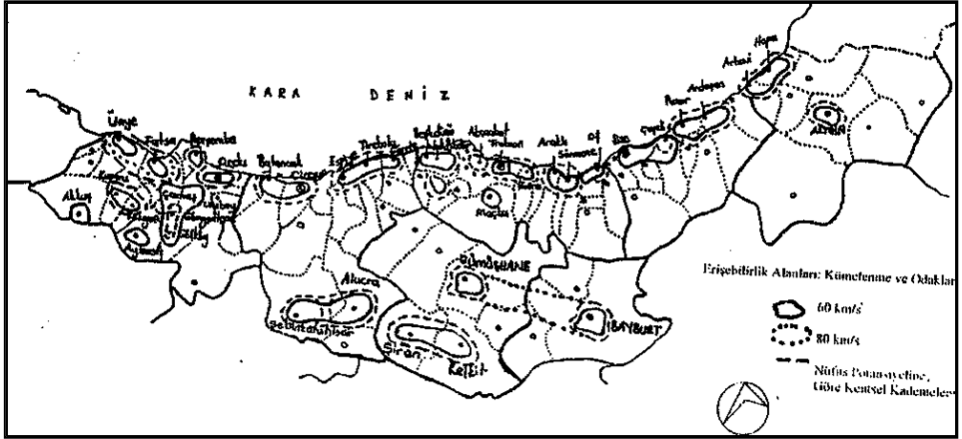 KARA DENİZ
Ünye
Fatsa
Perşembe
Ordu
Bulancak
Tirebolu
Akçaabat
Trabzon
Araklı
Sürmene
Of
Pazar
Ardeşen
Arhavi
Hopa
Artvin
Akkuş
Maçka
Aybastı
Alucra
Şebinkarahisar
GÜMÜŞHANE
BAYBURT
Şiran
Kelkit
Erişebilirlik Alanları: Kümelenme ve Odaklar
60 km/s
80 km/s
Nüfus Potansiyeline,
Göre Kentsel Kademeler